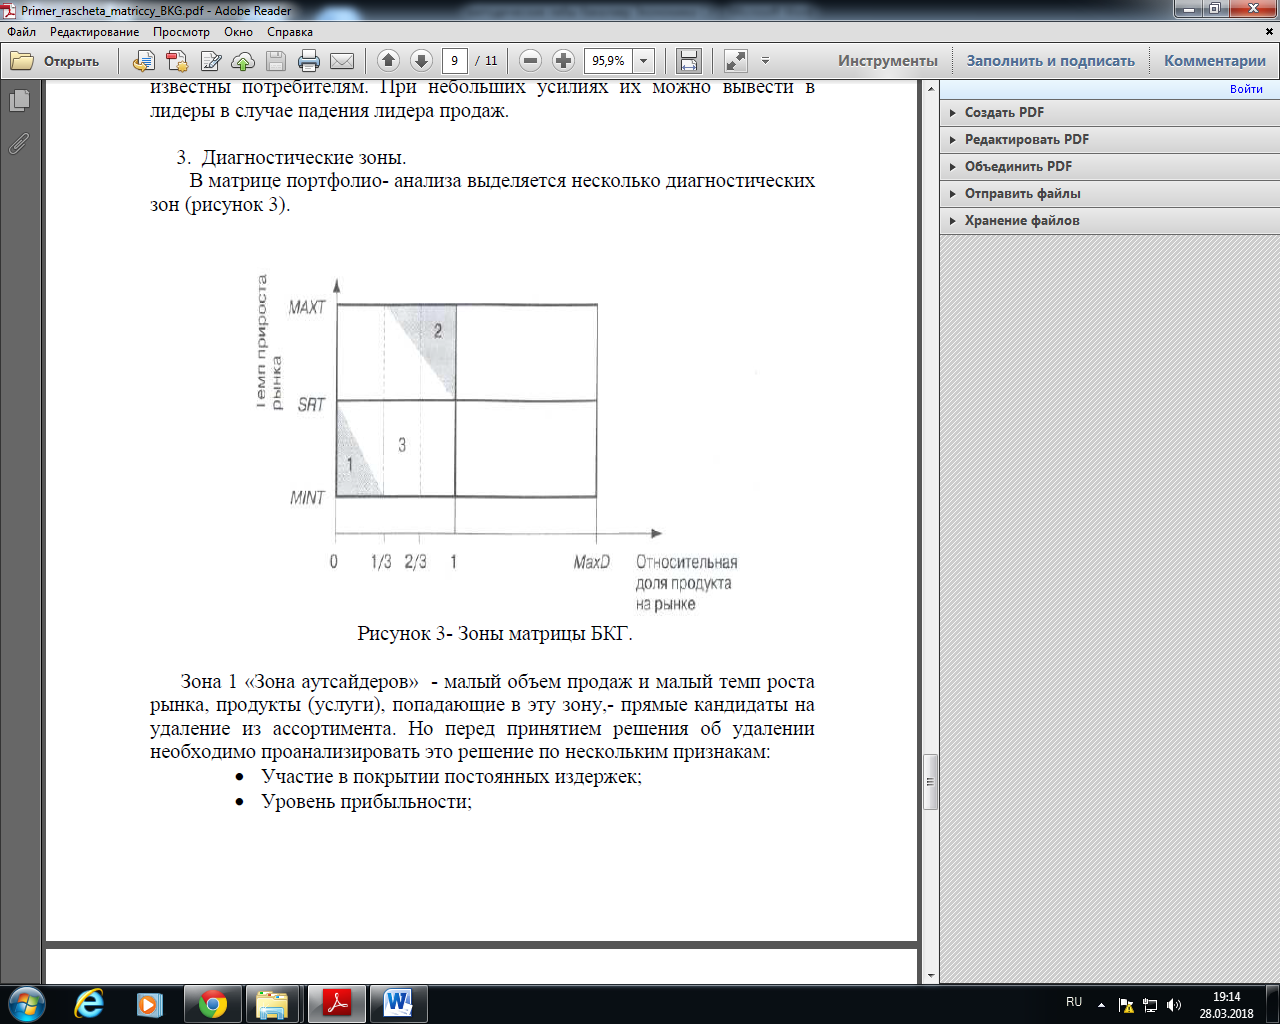 Primer_rascheta_matriccy_BKG.pdf - Adobe Reader
Файл Редактирование Просмотр Окно Справка
Открыть 9 / 11 95,9% Инструменты Заполнить и подписать Комментарии
Войти
Создать PDF
Редактировать PDF
Объединить PDF
Отправить файлы
Хранение файлов
известны потребителям. При небольших усилиях их можно вывести в
лидеры в случае падения лидера продаж.
3. Диагностические зоны.
В матрице портфолио- анализа выделяется несколько диагностических
зон (рисунок 3).
Темп прироста
рынка
MAXT
2
SRT
3
1
MINT
0 1/3 2/3 1 MaxD Относительная
доля продукта
на рынке
Рисунок 3- Зоны матрицы БКГ.
Зона 1 «Зона аутсайдеров» - малый объем продаж и малый темп роста
рынка, продукты (услуги), попадающие в эту зону,- прямые кандидаты на
удаление из ассортимента. Но перед принятием решения об удалении
необходимо проанализировать это решение по нескольким признакам:
• Участие в покрытии постоянных издержек;
• Уровень прибыльности;
RU
19:14
28.03.2018